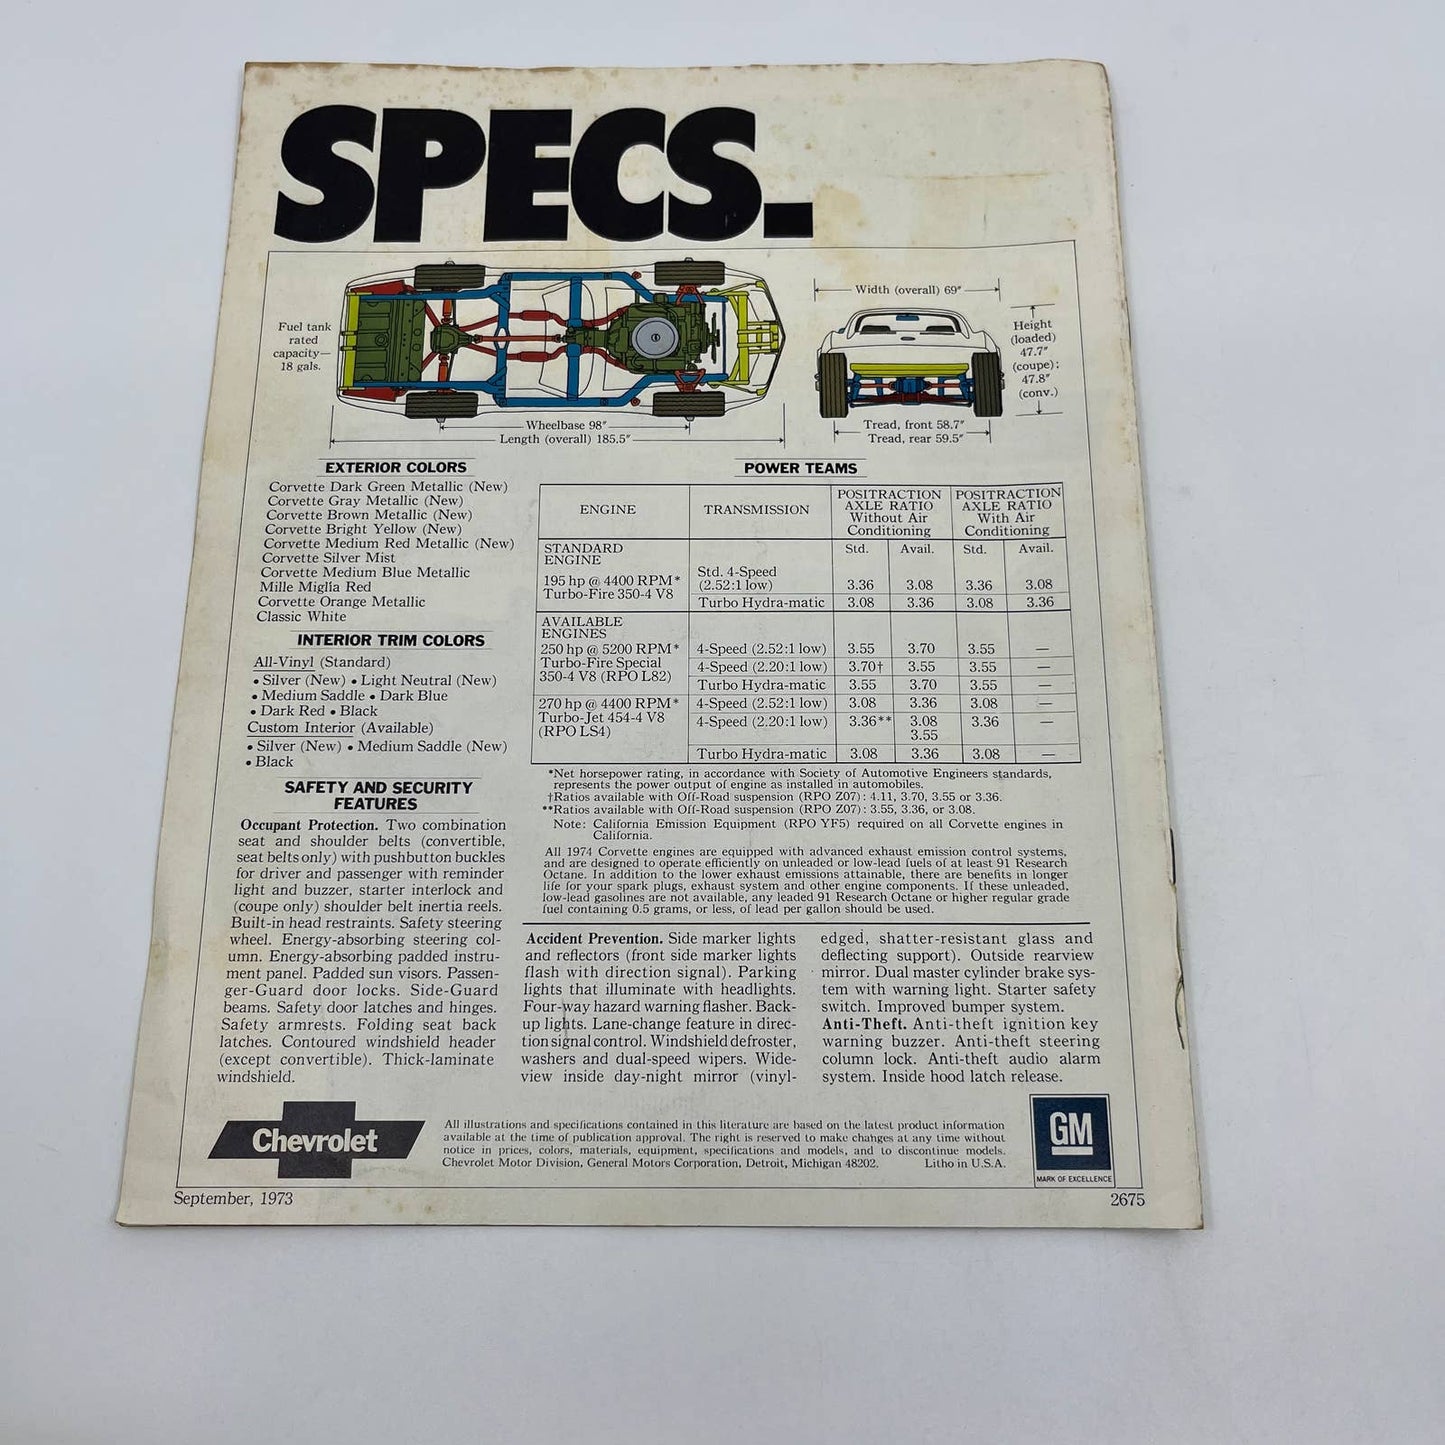 SPECS.
Fuel tank
rated
capacity—
18 gals.
Wheelbase 98"
Length (overall) 185.5"
Width (overall) 69"
Height
(loaded)
47.7"
(coupe);
47.8"
(conv.)
Tread, front 58.7"
Tread, rear 59.5"
EXTERIOR COLORS
Corvette Dark Green Metallic (New)
Corvette Gray Metallic (New)
Corvette Brown Metallic (New)
Corvette Bright Yellow (New)
Corvette Medium Red Metallic (New)
Corvette Silver Mist
Corvette Medium Blue Metallic
Mille Miglia Red
Corvette Orange Metallic
Classic White
INTERIOR TRIM COLORS
All-Vinyl (Standard)
• Silver (New) • Light Neutral (New)
• Medium Saddle • Dark Blue
• Dark Red • Black
Custom Interior (Available)
• Silver (New) • Medium Saddle (New)
• Black
SAFETY AND SECURITY
FEATURES
Occupant Protection. Two combination
seat and shoulder belts (convertible,
seat belts only) with pushbutton buckles
for driver and passenger with reminder
light and buzzer, starter interlock and
(coupe only) shoulder belt inertia reels.
Built-in head restraints. Safety steering
wheel. Energy-absorbing steering col-
umn. Energy-absorbing padded instru-
ment panel. Padded sun visors. Passen-
ger-Guard door locks. Side-Guard
beams. Safety door latches and hinges.
Safety armrests. Folding seat back
latches. Contoured windshield header
(except convertible). Thick-laminate
windshield.
POWER TEAMS
ENGINE
TRANSMISSION
POSITRACTION
AXLE RATIO
Without Air
Conditioning
POSITRACTION
AXLE RATIO
With Air
Conditioning
Std. Avail. Std. Avail.
STANDARD
ENGINE
195 hp @ 4400 RPM*
Turbo-Fire 350-4 V8
Std. 4-Speed
(2.52:1 low) 3.36 3.08 3.36 3.08
Turbo Hydra-matic 3.08 3.36 3.08 3.36
AVAILABLE
ENGINES
250 hp @ 5200 RPM*
Turbo-Fire Special
350-4 V8 (RPO L82)
4-Speed (2.52:1 low) 3.55 3.70 3.55 —
4-Speed (2.20:1 low) 3.70† 3.55 3.55 —
Turbo Hydra-matic 3.55 3.70 3.55 —
270 hp @ 4400 RPM*
Turbo-Jet 454-4 V8
(RPO LS4)
4-Speed (2.52:1 low) 3.08 3.36 3.08 —
4-Speed (2.20:1 low) 3.36** 3.08 3.36 —
3.55
Turbo Hydra-matic 3.08 3.36 3.08 —
*Net horsepower rating, in accordance with Society of Automotive Engineers standards,
represents the power output of engine as installed in automobiles.
†Ratios available with Off-Road suspension (RPO Z07): 4.11, 3.70, 3.55 or 3.36.
**Ratios available with Off-Road suspension (RPO Z07): 3.55, 3.36, or 3.08.
Note: California Emission Equipment (RPO YF5) required on all Corvette engines in
California.
All 1974 Corvette engines are equipped with advanced exhaust emission control systems,
and are designed to operate efficiently on unleaded or low-lead fuels of at least 91 Research
Octane. In addition to the lower exhaust emissions attainable, there are benefits in longer
life for your spark plugs, exhaust system and other engine components. If these unleaded,
low-lead gasolines are not available, any leaded 91 Research Octane or higher regular grade
fuel containing 0.5 grams, or less, of lead per gallon should be used.
Accident Prevention. Side marker lights
and reflectors (front side marker lights
flash with direction signal). Parking
lights that illuminate with headlights.
Four-way hazard warning flasher. Back-
up lights. Lane-change feature in direc-
tion signal control. Windshield defroster,
washers and dual-speed wipers. Wide-
view inside day-night mirror (vinyl-
edged, shatter-resistant glass and
deflecting support). Outside rearview
mirror. Dual master cylinder brake sys-
tem with warning light. Starter safety
switch. Improved bumper system.
Anti-Theft. Anti-theft ignition key
warning buzzer. Anti-theft steering
column lock. Anti-theft audio alarm
system. Inside hood latch release.
Chevrolet
All illustrations and specifications contained in this literature are based on the latest product information
available at the time of publication approval. The right is reserved to make changes at any time without
notice in prices, colors, materials, equipment, specifications and models, and to discontinue models.
Chevrolet Motor Division, General Motors Corporation, Detroit, Michigan 48202. Litho in U.S.A.
GM
MARK OF EXCELLENCE
September, 1973
2675